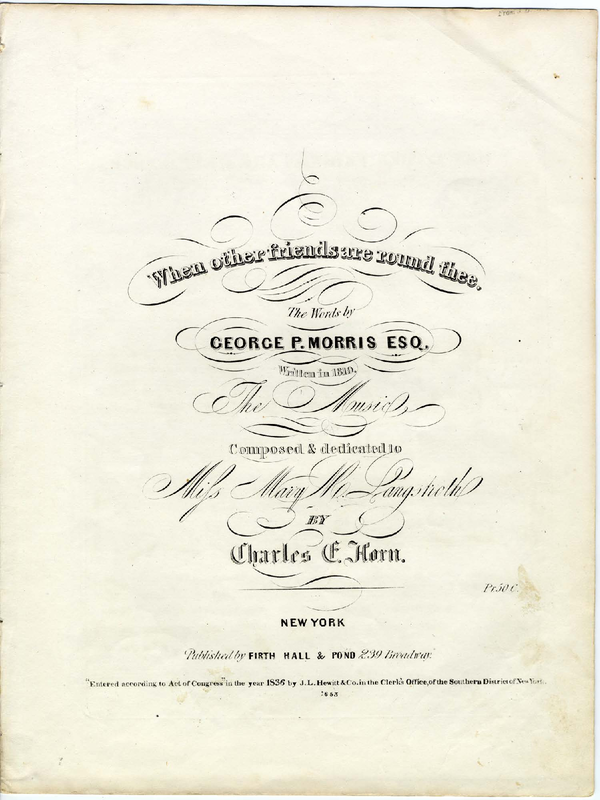 When other friends are round thee.
The Words by
GEORGE P. MORRIS ESQ.
Written in 1810,
The Music
Composed & dedicated to
Miss Mary W. Langstroth
BY
Charles E. Horn.
Pr. 50 C.
NEW YORK
Published by FIRTH HALL & POND 239 Broadway.
"Entered according to Act of Congress" in the year 1836 by J.L. Hewitt & Co. in the Clerk's Office, of the Southern District of New York.